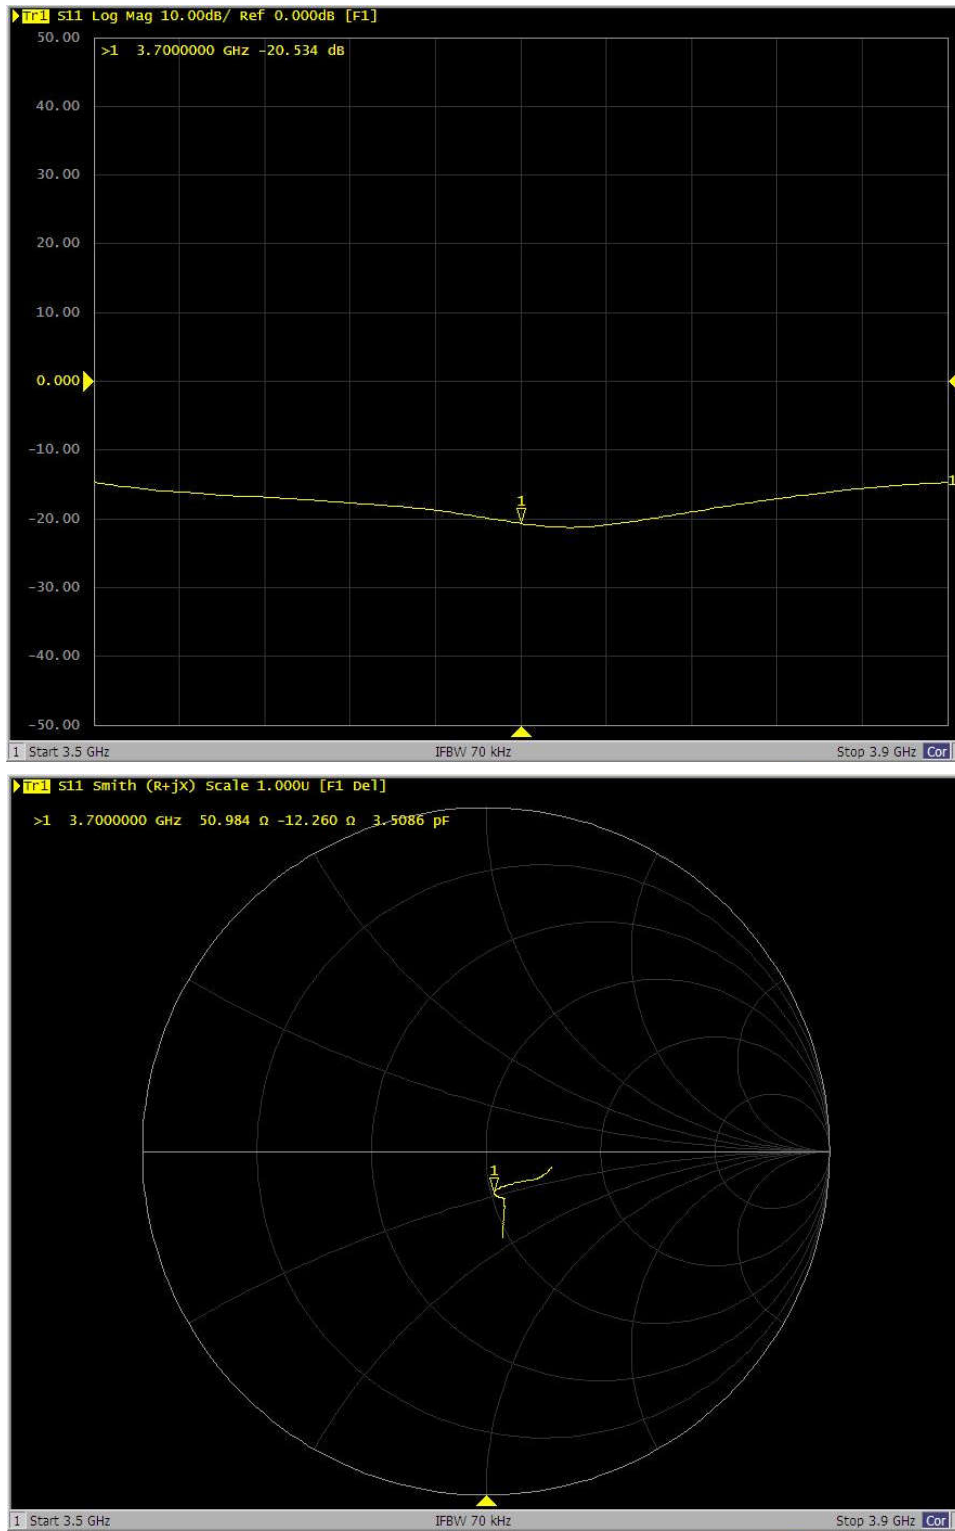 Tr1 S11 Log Mag 10.00dB/ Ref 0.000dB [F1]
50.00
>1 3.7000000 GHz -20.534 dB
40.00
30.00
20.00
10.00
0.000
-10.00
1
1
-20.00
-30.00
-40.00
-50.00
1 Start 3.5 GHz IFBW 70 kHz Stop 3.9 GHz Cor
Tr1 S11 Smith (R+jX) Scale 1.000U [F1 Del]
>1 3.7000000 GHz 50.984 Ω -12.260 Ω 3.5086 pF
1
1 Start 3.5 GHz IFBW 70 kHz Stop 3.9 GHz Cor